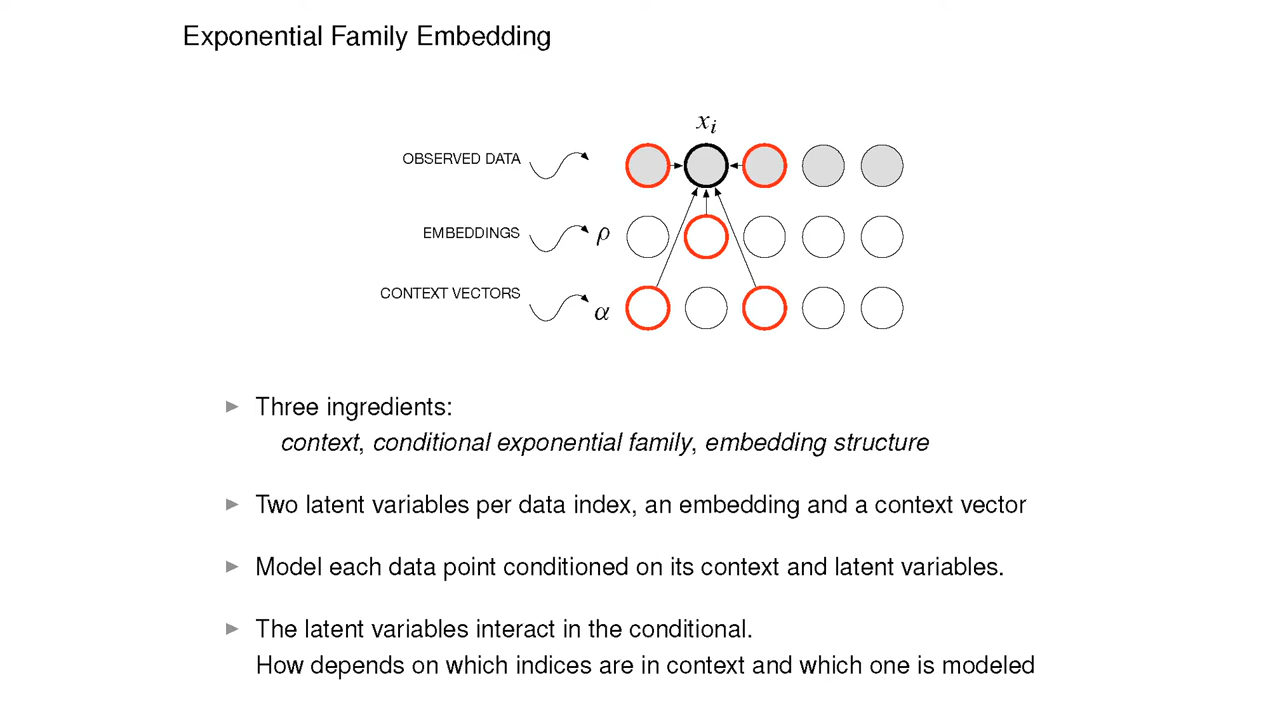 Exponential Family Embedding
xᵢ
OBSERVED DATA
EMBEDDINGS
ρ
CONTEXT VECTORS
α
Three ingredients:
context, conditional exponential family, embedding structure
Two latent variables per data index, an embedding and a context vector
Model each data point conditioned on its context and latent variables.
The latent variables interact in the conditional.
How depends on which indices are in context and which one is modeled